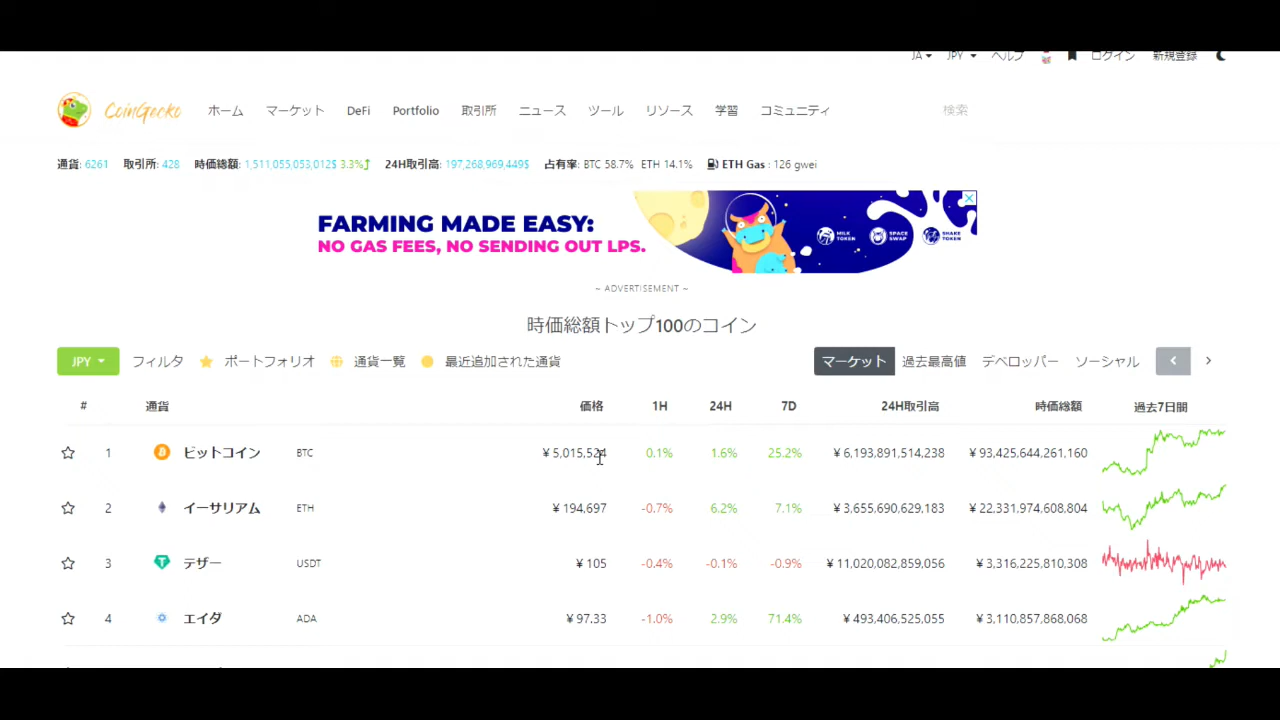 JA JPY ヘルプ ログイン 新規登録
CoinGecko ホーム マーケット DeFi Portfolio 取引所 ニュース ツール リソース 学習 コミュニティ 検索
通貨: 6261 取引所: 428 時価総額: 1,511,055,053,012$ 3.3% 24H取引高: 197,268,969,449$ 占有率: BTC 58.7% ETH 14.1% ETH Gas : 126 gwei
FARMING MADE EASY:
NO GAS FEES, NO SENDING OUT LPS.
MILK TOKEN SPACE SWAP SHAKE TOKEN
~ ADVERTISEMENT ~
時価総額トップ100のコイン
JPY フィルタ ポートフォリオ 通貨一覧 最近追加された通貨 マーケット 過去最高値 デベロッパー ソーシャル
# 通貨 価格 1H 24H 7D 24H取引高 時価総額 過去7日間
1 ビットコイン BTC ¥ 5,015,524 0.1% 1.6% 25.2% ¥ 6,193,891,514,238 ¥ 93,425,644,261,160
2 イーサリアム ETH ¥ 194,697 -0.7% 6.2% 7.1% ¥ 3,655,690,629,183 ¥ 22,331,974,608,804
3 テザー USDT ¥ 105 -0.4% -0.1% -0.9% ¥ 11,020,082,859,056 ¥ 3,316,225,810,308
4 エイダ ADA ¥ 97.33 -1.0% 2.9% 71.4% ¥ 493,406,525,055 ¥ 3,110,857,868,068